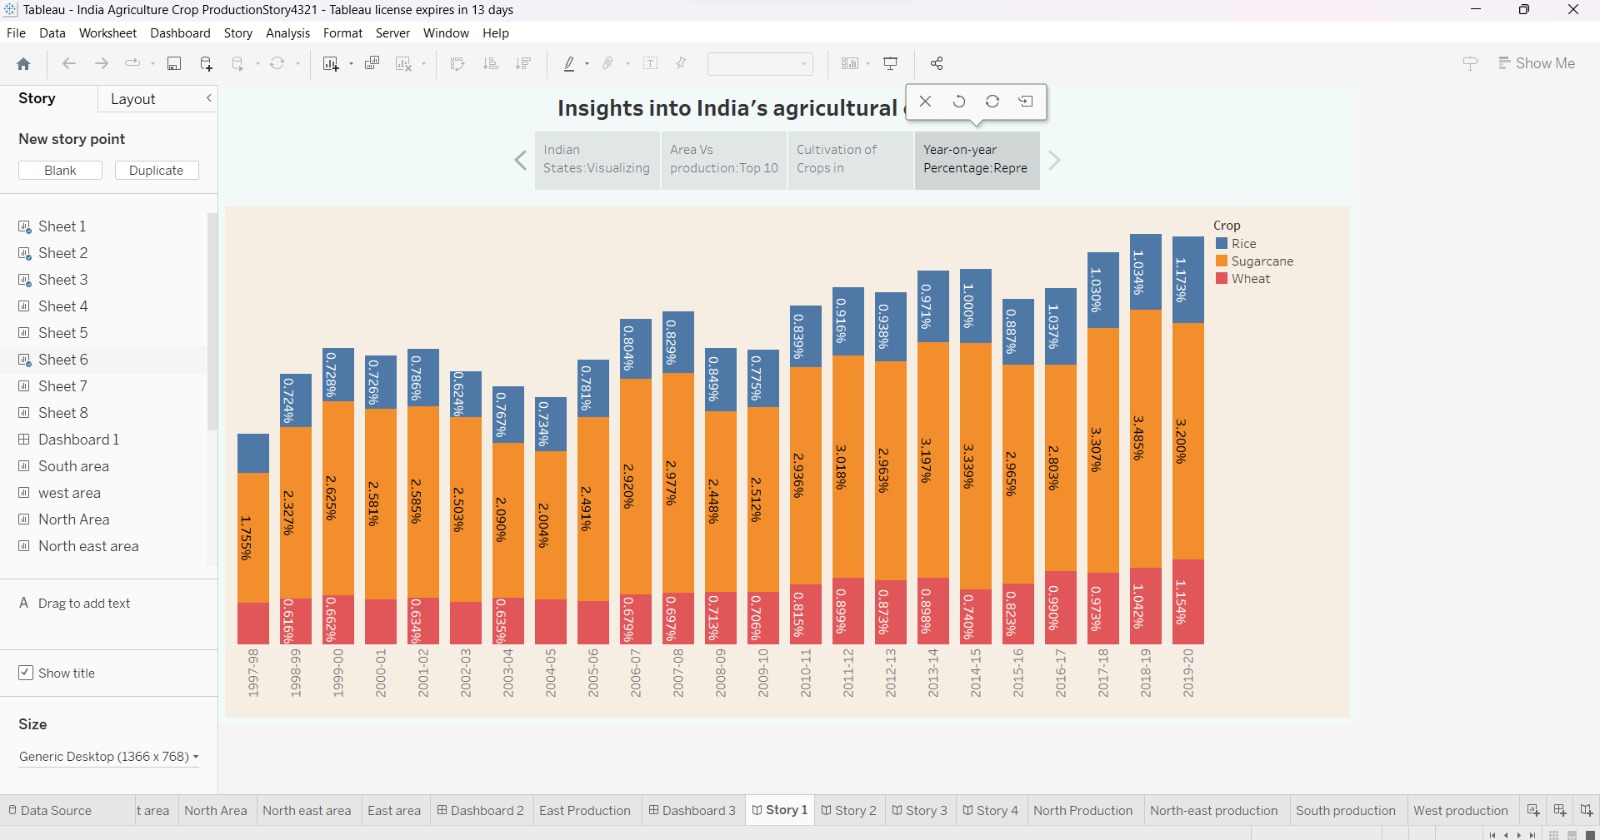 Tableau - India Agriculture Crop ProductionStory4321 - Tableau license expires in 13 days
File Data Worksheet Dashboard Story Analysis Format Server Window Help
Show Me
Story Layout
New story point
Blank Duplicate
Sheet 1
Sheet 2
Sheet 3
Sheet 4
Sheet 5
Sheet 6
Sheet 7
Sheet 8
Dashboard 1
South area
west area
North Area
North east area
A Drag to add text
Show title
Size
Generic Desktop (1366 x 768)
Insights into India's agricultural
Indian
States:Visualizing
Area Vs
production:Top 10
Cultivation of
Crops in
Year-on-year
Percentage:Repre
Crop
Rice
Sugarcane
Wheat
0.724% 0.728% 0.726% 0.786% 0.624% 0.767% 0.734% 0.781% 0.804% 0.829% 0.849% 0.775% 0.839% 0.916% 0.938% 0.971% 1.000% 0.887% 1.037% 1.030% 1.034% 1.173%
1.755% 2.327% 2.625% 2.581% 2.585% 2.503% 2.090% 2.004% 2.491% 2.920% 2.977% 2.448% 2.512% 2.936% 3.018% 2.963% 3.197% 3.339% 2.965% 2.803% 3.307% 3.485% 3.200%
0.616% 0.662% 0.634% 0.635% 0.679% 0.697% 0.713% 0.706% 0.815% 0.899% 0.873% 0.898% 0.740% 0.823% 0.990% 0.973% 1.042% 1.154%
1997-98 1998-99 1999-00 2000-01 2001-02 2002-03 2003-04 2004-05 2005-06 2006-07 2007-08 2008-09 2009-10 2010-11 2011-12 2012-13 2013-14 2014-15 2015-16 2016-17 2017-18 2018-19 2019-20
Data Source t area North Area North east area East area Dashboard 2 East Production Dashboard 3 Story 1 Story 2 Story 3 Story 4 North Production North-east production South production West production